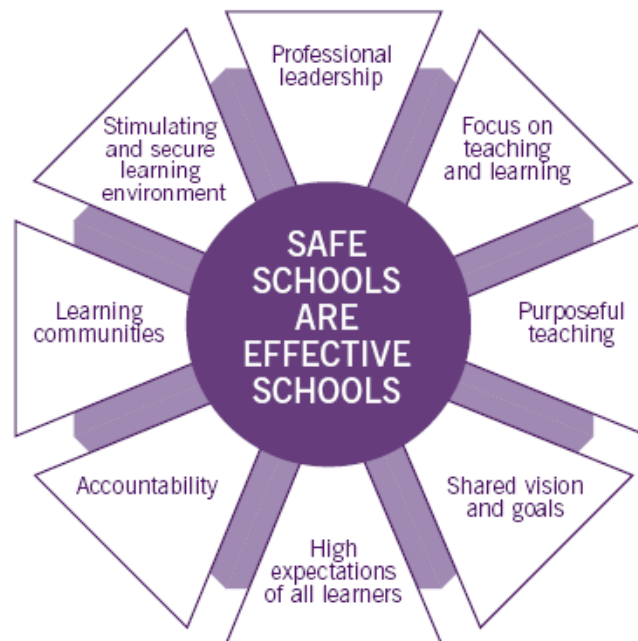 Professional
leadership
Focus on
teaching
and learning
Purposeful
teaching
Shared vision
and goals
High
expectations
of all learners
Accountability
Learning
communities
Stimulating
and secure
learning
environment
SAFE
SCHOOLS
ARE
EFFECTIVE
SCHOOLS